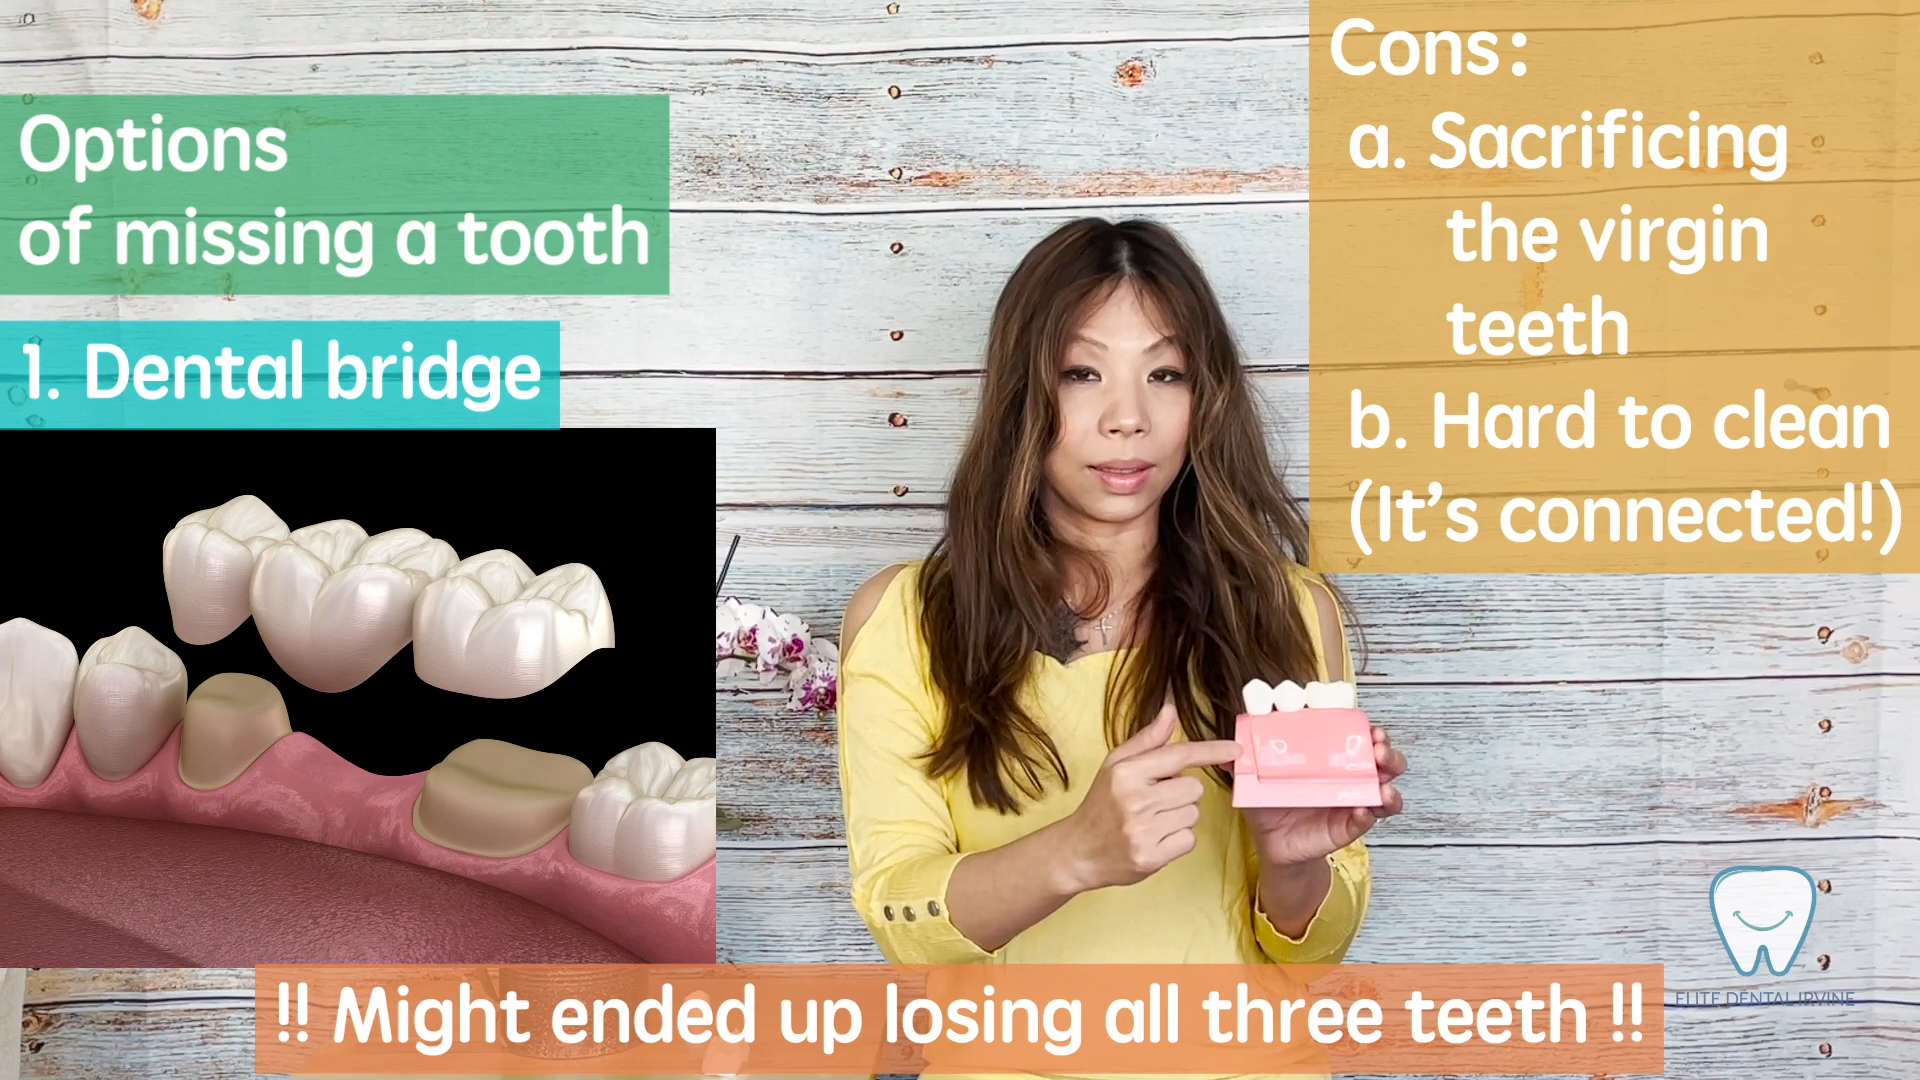 Options
of missing a tooth
1. Dental bridge
Cons:
a. Sacrificing
the virgin
teeth
b. Hard to clean
(It's connected!)
!! Might ended up losing all three teeth !!
ELITE DENTAL IRVINE